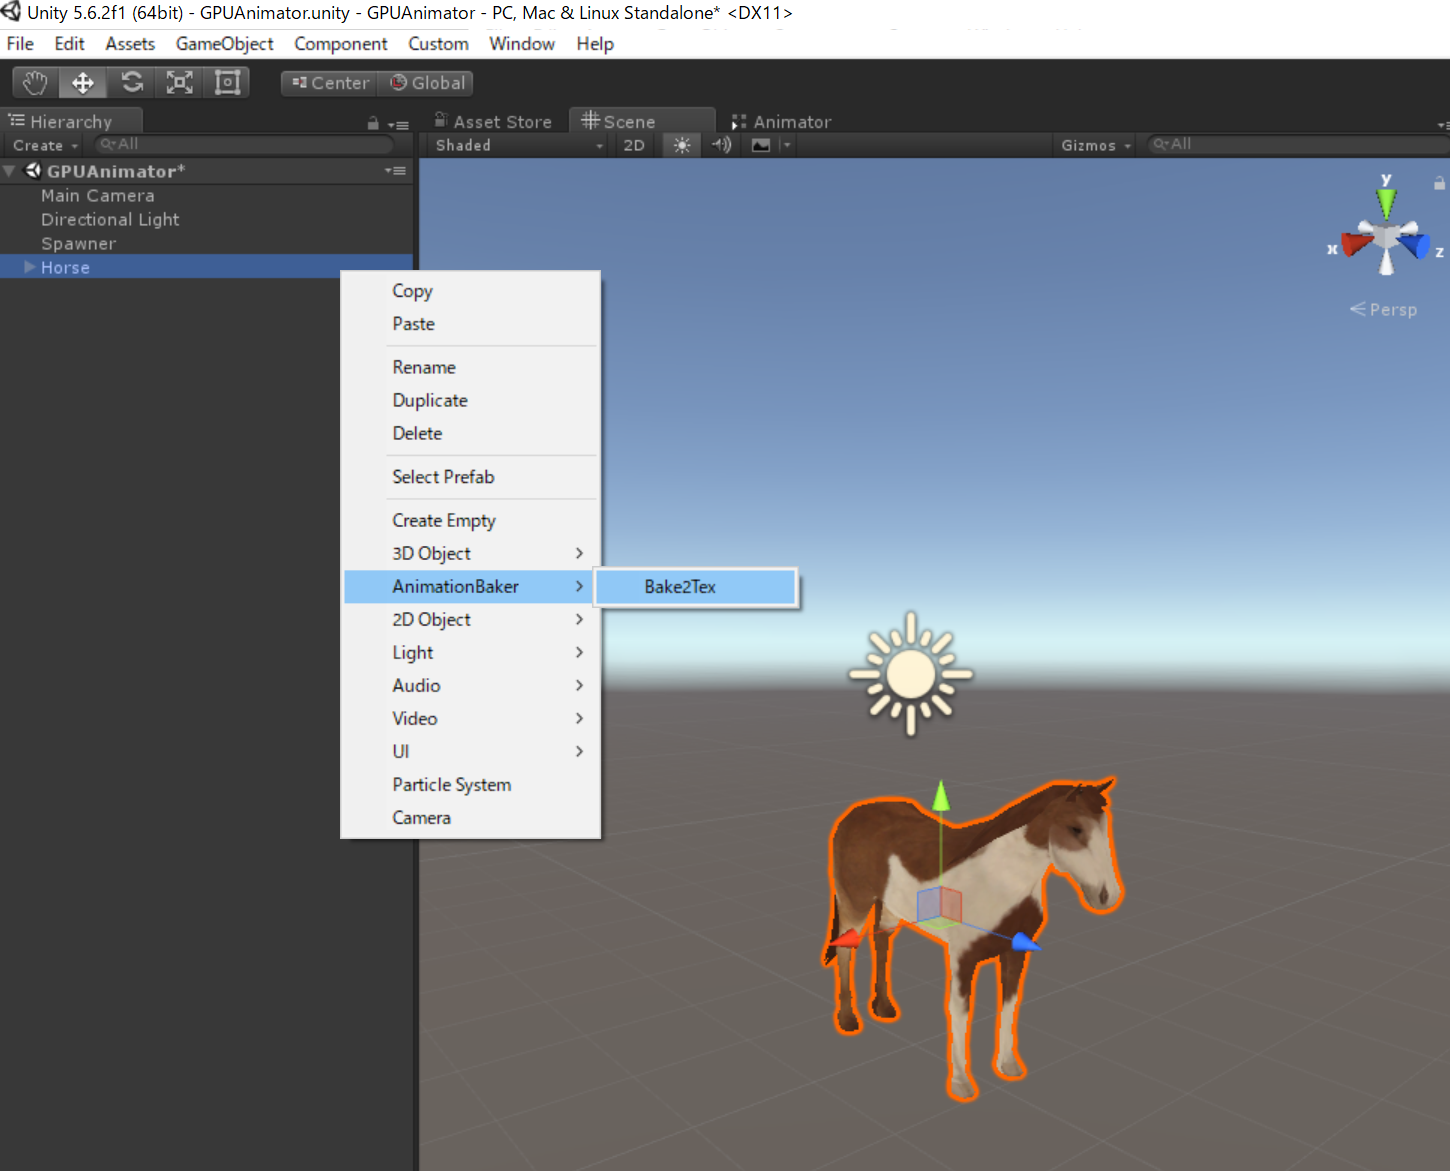 Unity 5.6.2f1 (64bit) - GPUAnimator.unity - GPUAnimator - PC, Mac & Linux Standalone* <DX11>
File Edit Assets GameObject Component Custom Window Help
Center Global
Hierarchy
Create All
GPUAnimator*
Main Camera
Directional Light
Spawner
Horse
Asset Store Scene Animator
Shaded 2D Gizmos All
y
x
z
Persp
Copy
Paste
Rename
Duplicate
Delete
Select Prefab
Create Empty
3D Object
AnimationBaker
Bake2Tex
2D Object
Light
Audio
Video
UI
Particle System
Camera